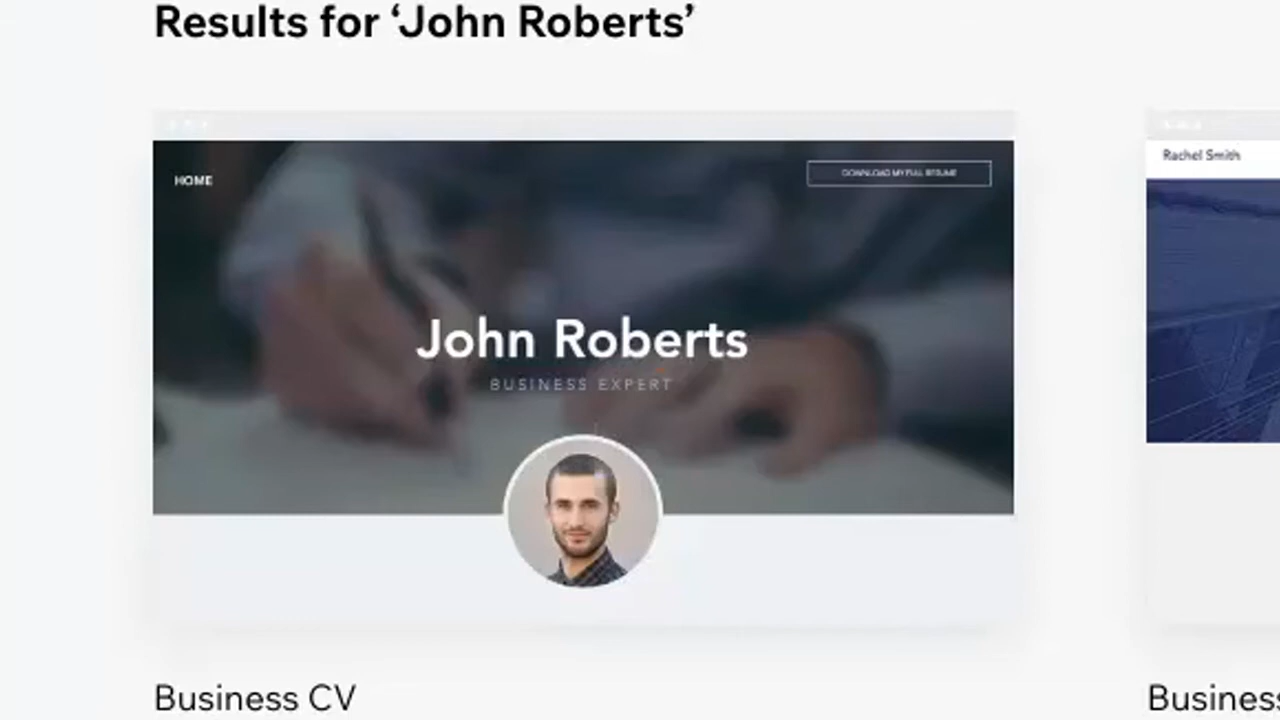 Results for ‘John Roberts’
HOME
DOWNLOAD MY FULL RESUME
Rachel Smith
John Roberts
BUSINESS EXPERT
Business CV
Business